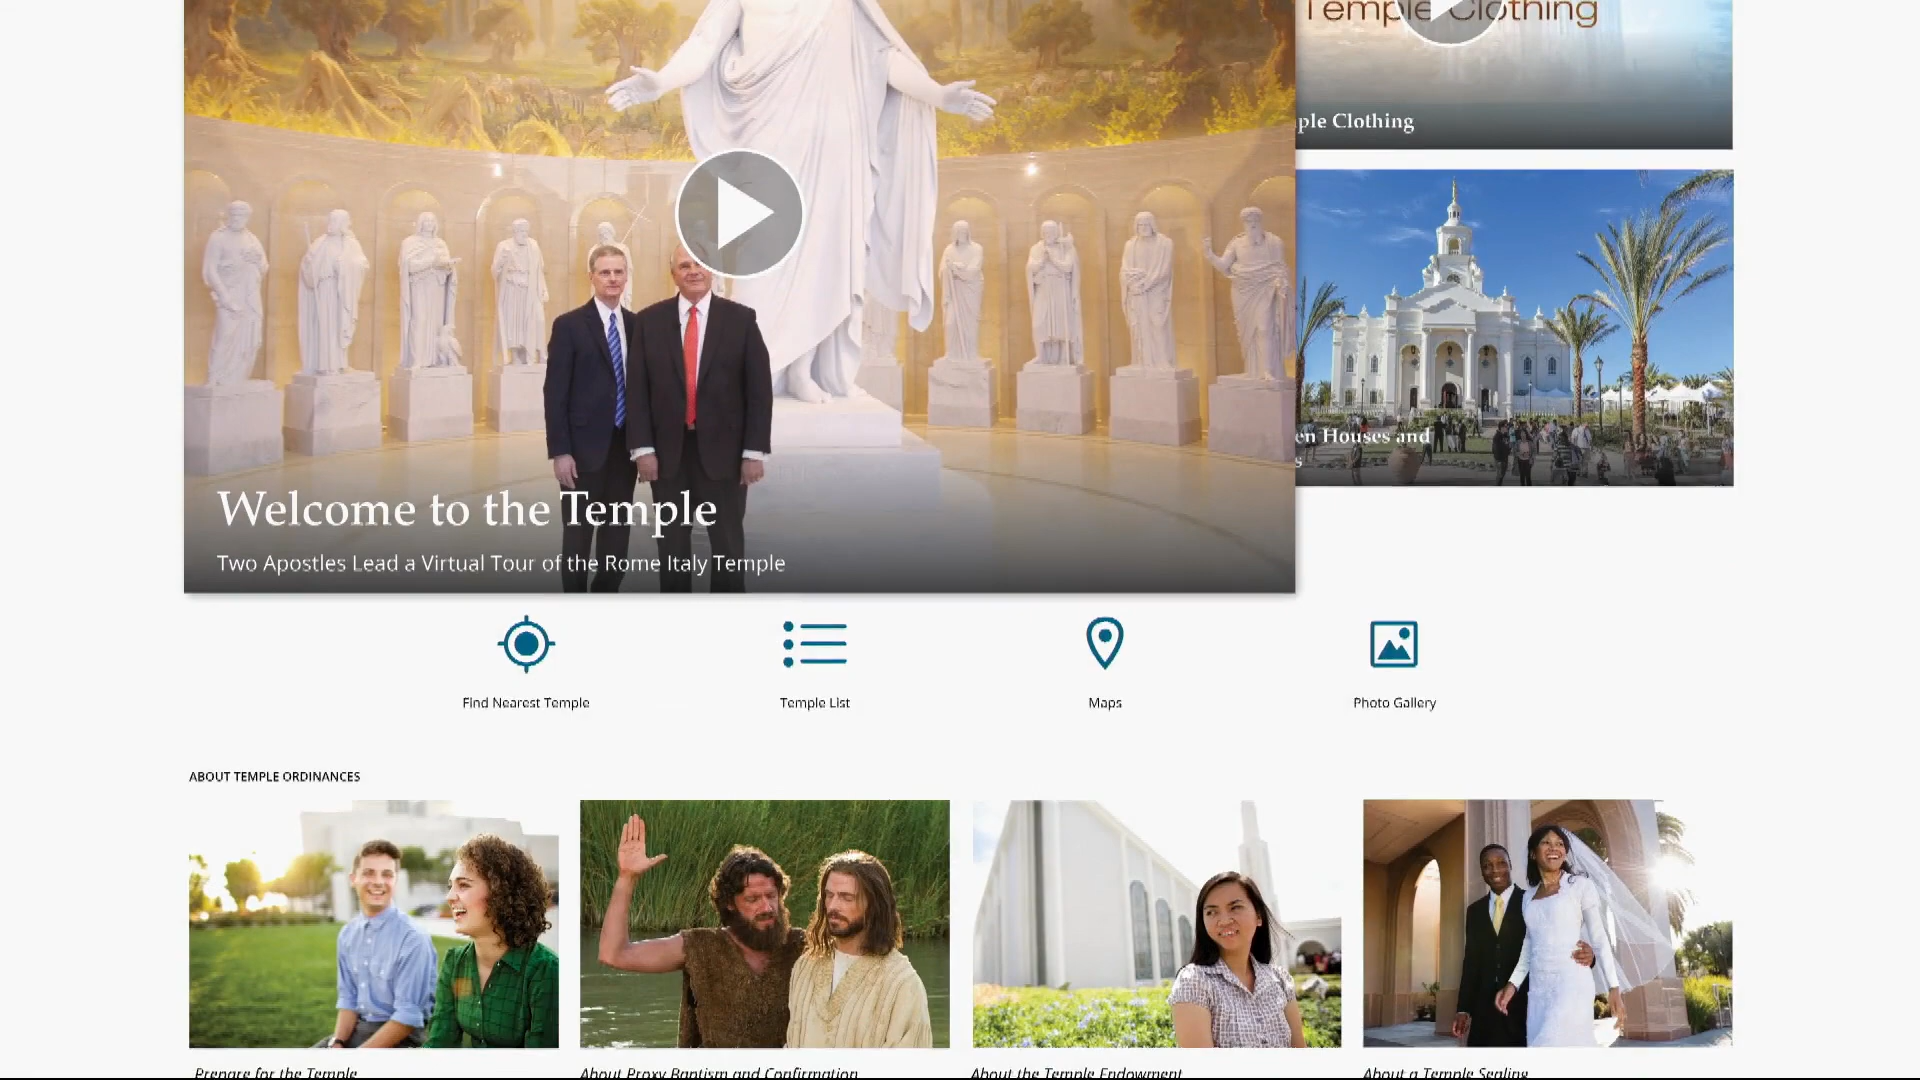 Temple Clothing
ple Clothing
en Houses and
s
Welcome to the Temple
Two Apostles Lead a Virtual Tour of the Rome Italy Temple
Find Nearest Temple
Temple List
Maps
Photo Gallery
ABOUT TEMPLE ORDINANCES
Prepare for the Temple
About Proxy Baptism and Confirmation
About the Temple Endowment
About a Temple Sealing